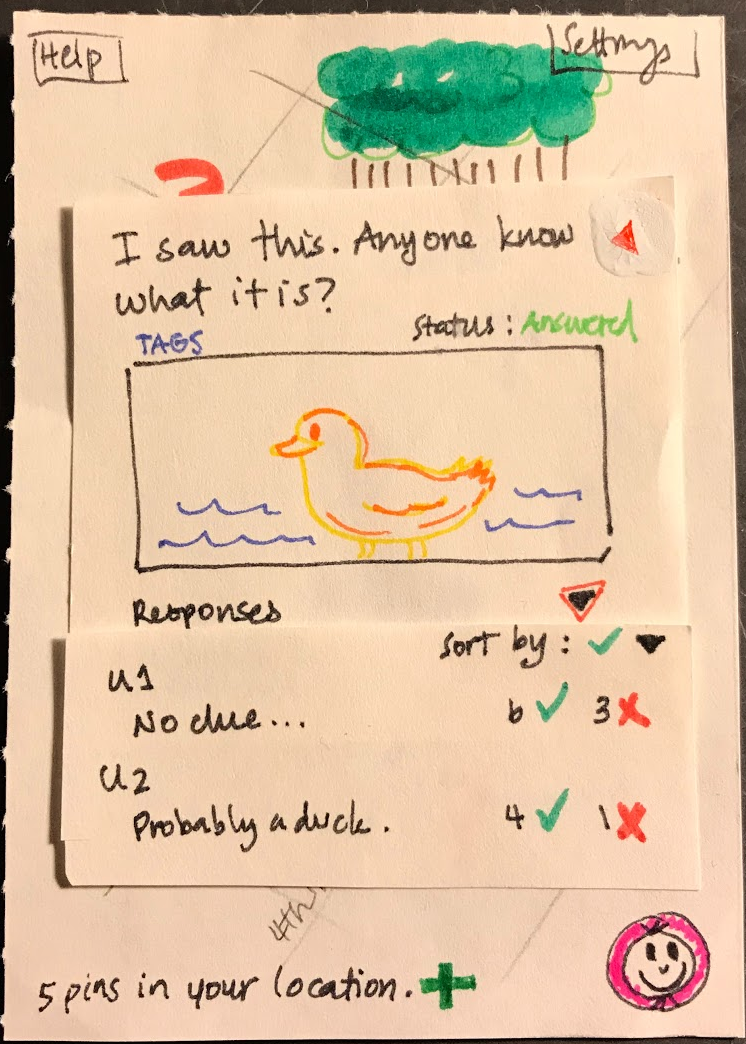 Help
Settings
?
I saw this. Anyone know
what it is?
TAGS
Status : Answered
Responses
Sort by : ✓ ▼
U1
No clue... 6 ✓ 3 ✗
U2
Probably a duck. 4 ✓ 1 ✗
4th
5 pins in your location. +